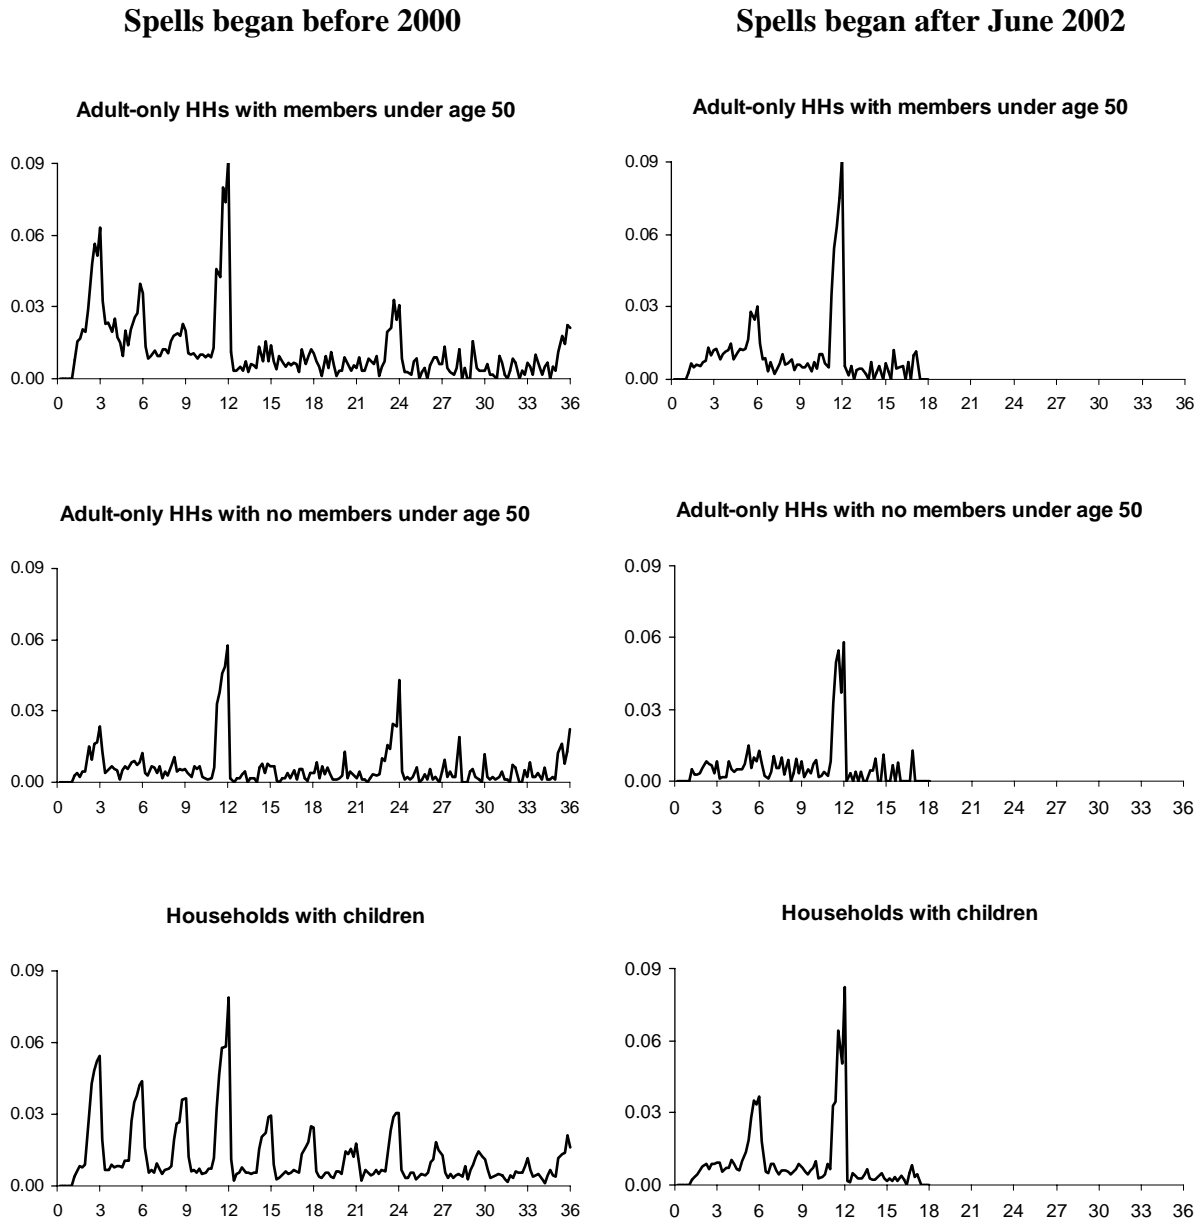 Spells began before 2000
Spells began after June 2002
Adult-only HHs with members under age 50
0.09
0.06
0.03
0.00
0 3 6 9 12 15 18 21 24 27 30 33 36
Adult-only HHs with members under age 50
0.09
0.06
0.03
0.00
0 3 6 9 12 15 18 21 24 27 30 33 36
Adult-only HHs with no members under age 50
0.09
0.06
0.03
0.00
0 3 6 9 12 15 18 21 24 27 30 33 36
Adult-only HHs with no members under age 50
0.09
0.06
0.03
0.00
0 3 6 9 12 15 18 21 24 27 30 33 36
Households with children
0.09
0.06
0.03
0.00
0 3 6 9 12 15 18 21 24 27 30 33 36
Households with children
0.09
0.06
0.03
0.00
0 3 6 9 12 15 18 21 24 27 30 33 36